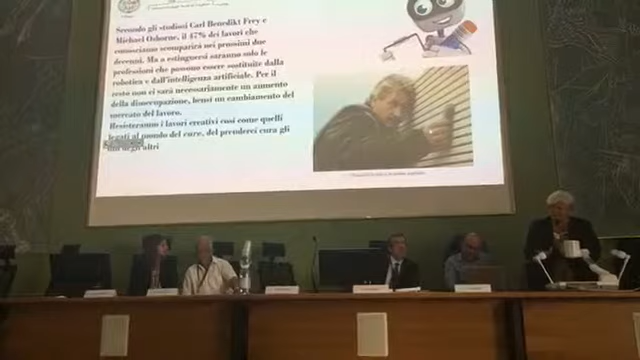 Secondo gli studiosi Carl Benedikt Frey e
Michael Osborne, il 47% dei lavori che
conosciamo scomparirà nei prossimi due
decenni. Ma a estinguersi saranno solo le
professioni che possono essere sostituite dalla
robotica e dall'intelligenza artificiale. Per il
resto non ci sarà necessariamente un aumento
della disoccupazione, bensì un cambiamento del
mercato del lavoro.
Resisteranno i lavori creativi così come quelli
legati al mondo del cure, del prenderci cura gli
uni degli altri